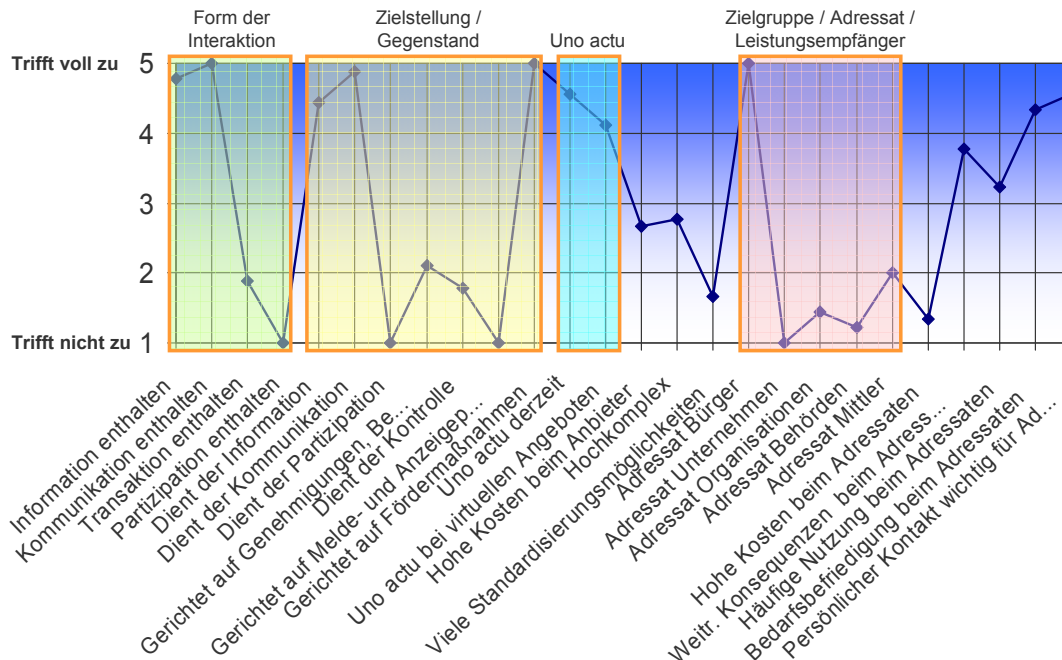 Form der
Interaktion
Zielstellung /
Gegenstand
Uno actu
Zielgruppe / Adressat /
Leistungsempfänger
Trifft voll zu
5
4
3
2
Trifft nicht zu
1
Information enthalten
Kommunikation enthalten
Transaktion enthalten
Partizipation enthalten
Dient der Information
Dient der Kommunikation
Dient der Partizipation
Gerichtet auf Genehmigungen, Be...
Dient der Kontrolle
Gerichtet auf Melde- und Anzeigep...
Gerichtet auf Fördermaßnahmen
Uno actu derzeit
Uno actu bei virtuellen Angeboten
Hohe Kosten beim Anbieter
Hochkomplex
Viele Standardisierungsmöglichkeiten
Adressat Bürger
Adressat Unternehmen
Adressat Organisationen
Adressat Behörden
Adressat Mittler
Hohe Kosten beim Adressaten
Weitr. Konsequenzen beim Adress...
Häufige Nutzung beim Adressaten
Bedarfsbefriedigung beim Adressaten
Persönlicher Kontakt wichtig für Ad...